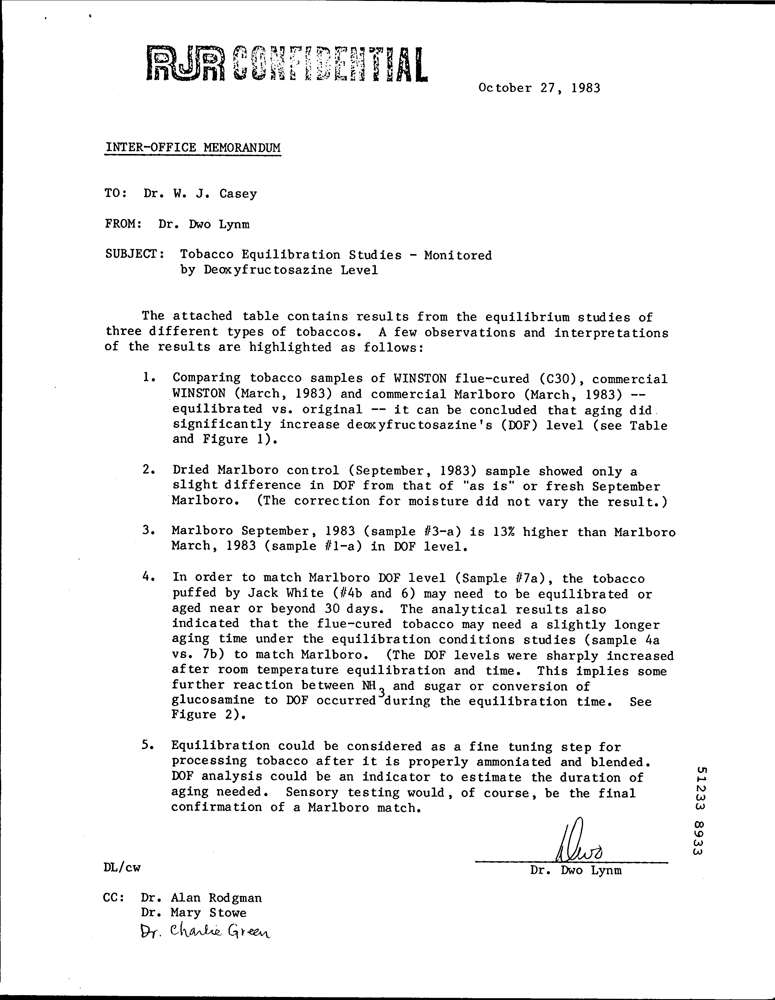 RJR CONFIDENTIAL
October 27, 1983
INTER-OFFICE MEMORANDUM
TO: Dr. W. J. Casey
FROM: Dr. Dwo Lynm
SUBJECT: Tobacco Equilibration Studies - Monitored
by Deoxyfructosazine Level
The attached table contains results from the equilibrium studies of
three different types of tobaccos. A few observations and interpretations
of the results are highlighted as follows:
1. Comparing tobacco samples of WINSTON flue-cured (C30), commercial
WINSTON (March, 1983) and commercial Marlboro (March, 1983) --
equilibrated vs. original -- it can be concluded that aging did
significantly increase deoxyfructosazine's (DOF) level (see Table
and Figure 1).
2. Dried Marlboro control (September, 1983) sample showed only a
slight difference in DOF from that of "as is" or fresh September
Marlboro. (The correction for moisture did not vary the result.)
3. Marlboro September, 1983 (sample #3-a) is 13% higher than Marlboro
March, 1983 (sample #1-a) in DOF level.
4. In order to match Marlboro DOF level (Sample #7a), the tobacco
puffed by Jack White (#4b and 6) may need to be equilibrated or
aged near or beyond 30 days. The analytical results also
indicated that the flue-cured tobacco may need a slightly longer
aging time under the equilibration conditions studies (sample 4a
vs. 7b) to match Marlboro. (The DOF levels were sharply increased
after room temperature equilibration and time. This implies some
further reaction between NH3 and sugar or conversion of
glucosamine to DOF occurred during the equilibration time. See
Figure 2).
5. Equilibration could be considered as a fine tuning step for
processing tobacco after it is properly ammoniated and blended.
DOF analysis could be an indicator to estimate the duration of
aging needed. Sensory testing would, of course, be the final
confirmation of a Marlboro match.
51233 8933
Dwo
DL/cw
Dr. Dwo Lynm
CC: Dr. Alan Rodgman
Dr. Mary Stowe
Dr. Charlie Green